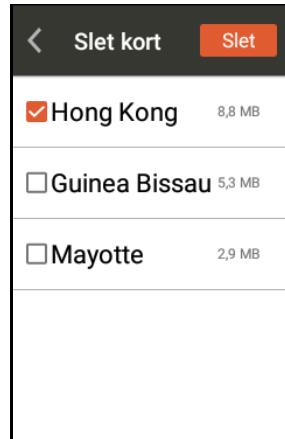 Slet kort Slet
Hong Kong 8,8 MB
Guinea Bissau 5,3 MB
Mayotte 2,9 MB